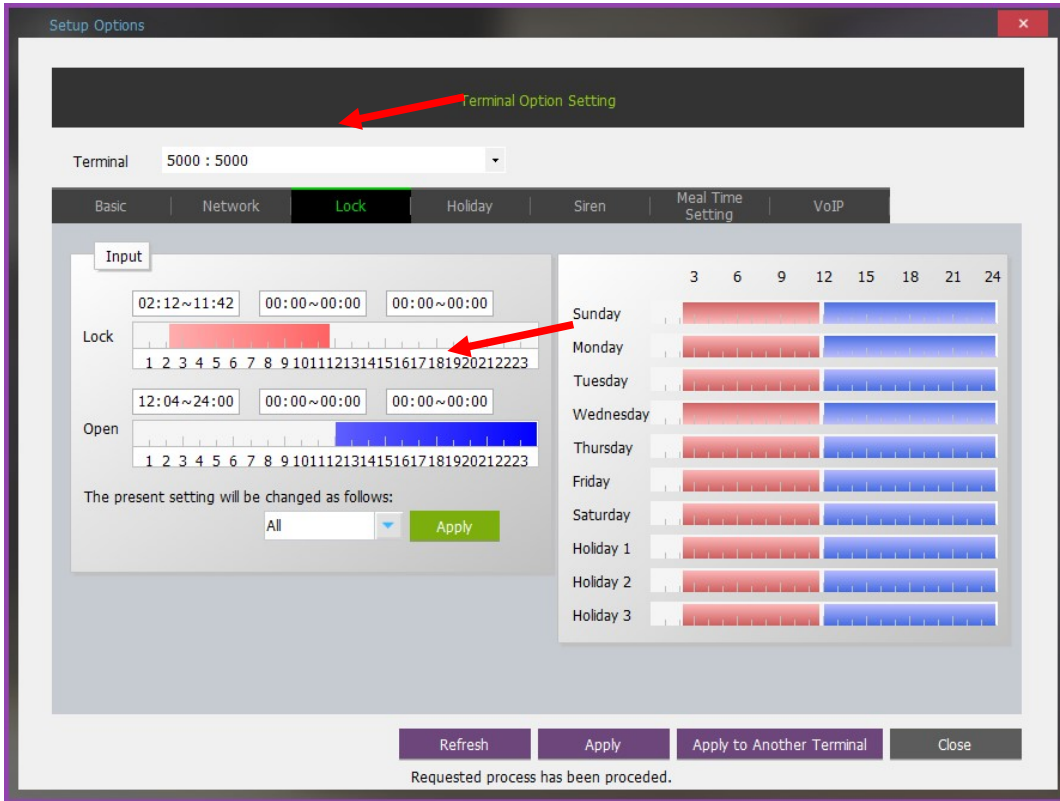 Setup Options
×
Terminal Option Setting
Terminal 5000 : 5000
Basic Network Lock Holiday Siren Meal Time Setting VoIP
Input
02:12~11:42 00:00~00:00 00:00~00:00
Lock
1 2 3 4 5 6 7 8 9 1011121314151617181920212223
12:04~24:00 00:00~00:00 00:00~00:00
Open
1 2 3 4 5 6 7 8 9 1011121314151617181920212223
The present setting will be changed as follows:
All Apply
3 6 9 12 15 18 21 24
Sunday
Monday
Tuesday
Wednesday
Thursday
Friday
Saturday
Holiday 1
Holiday 2
Holiday 3
Refresh Apply Apply to Another Terminal Close
Requested process has been proceded.